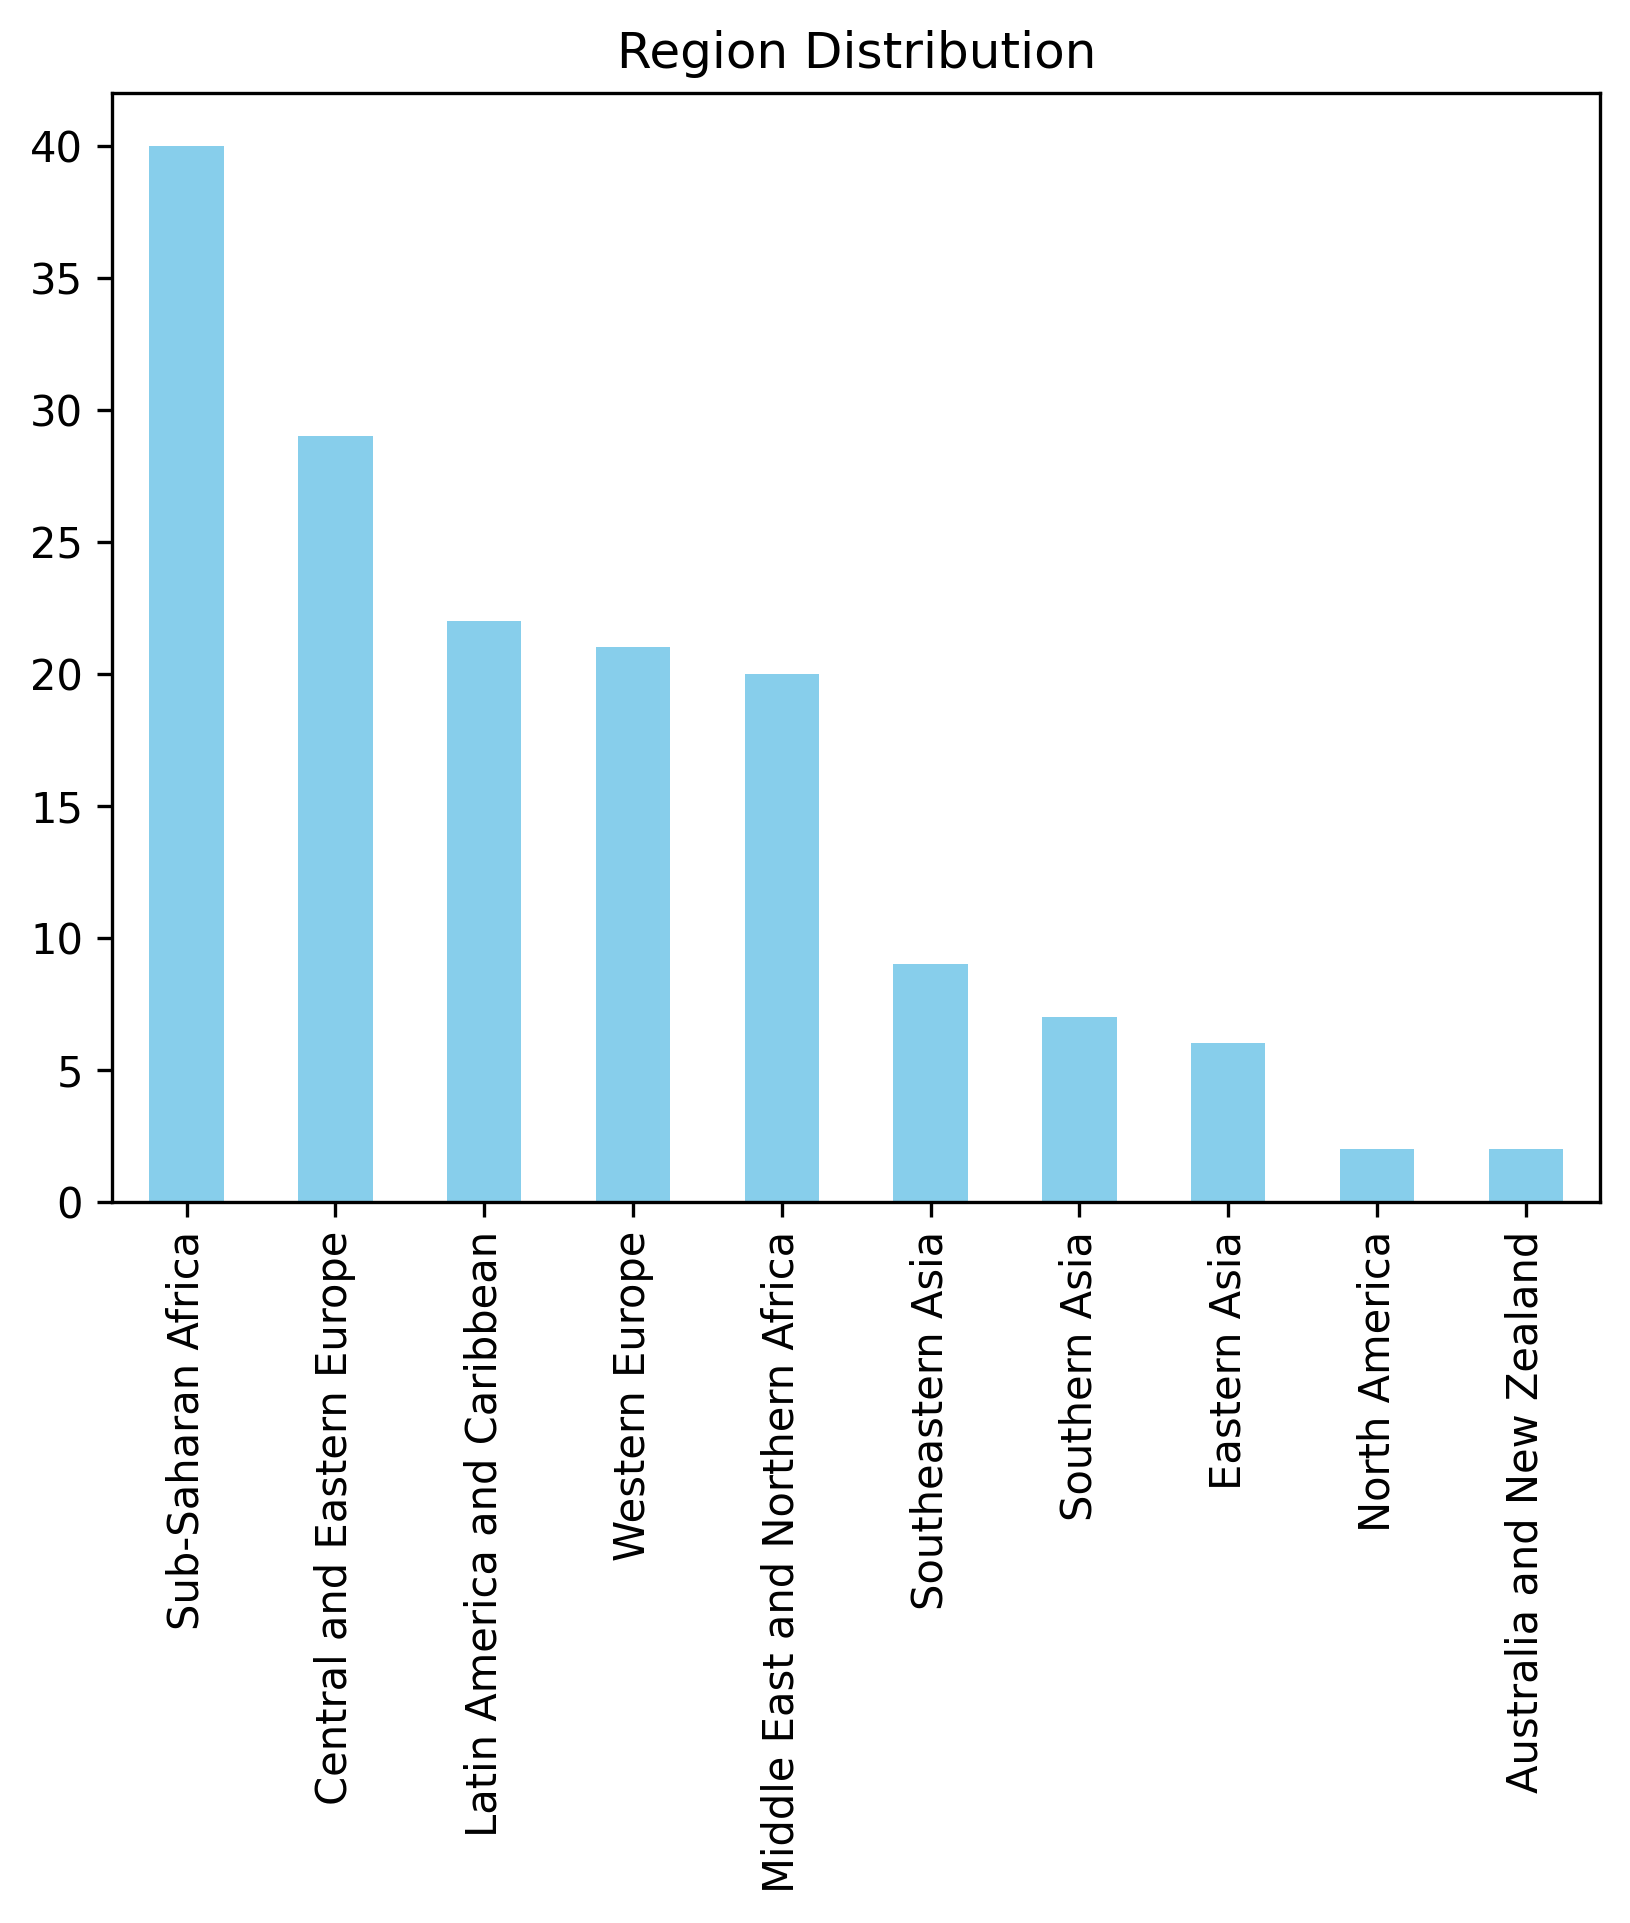 Region Distribution
40
35
30
25
20
15
10
5
0
Sub-Saharan Africa
Central and Eastern Europe
Latin America and Caribbean
Western Europe
Middle East and Northern Africa
Southeastern Asia
Southern Asia
Eastern Asia
North America
Australia and New Zealand